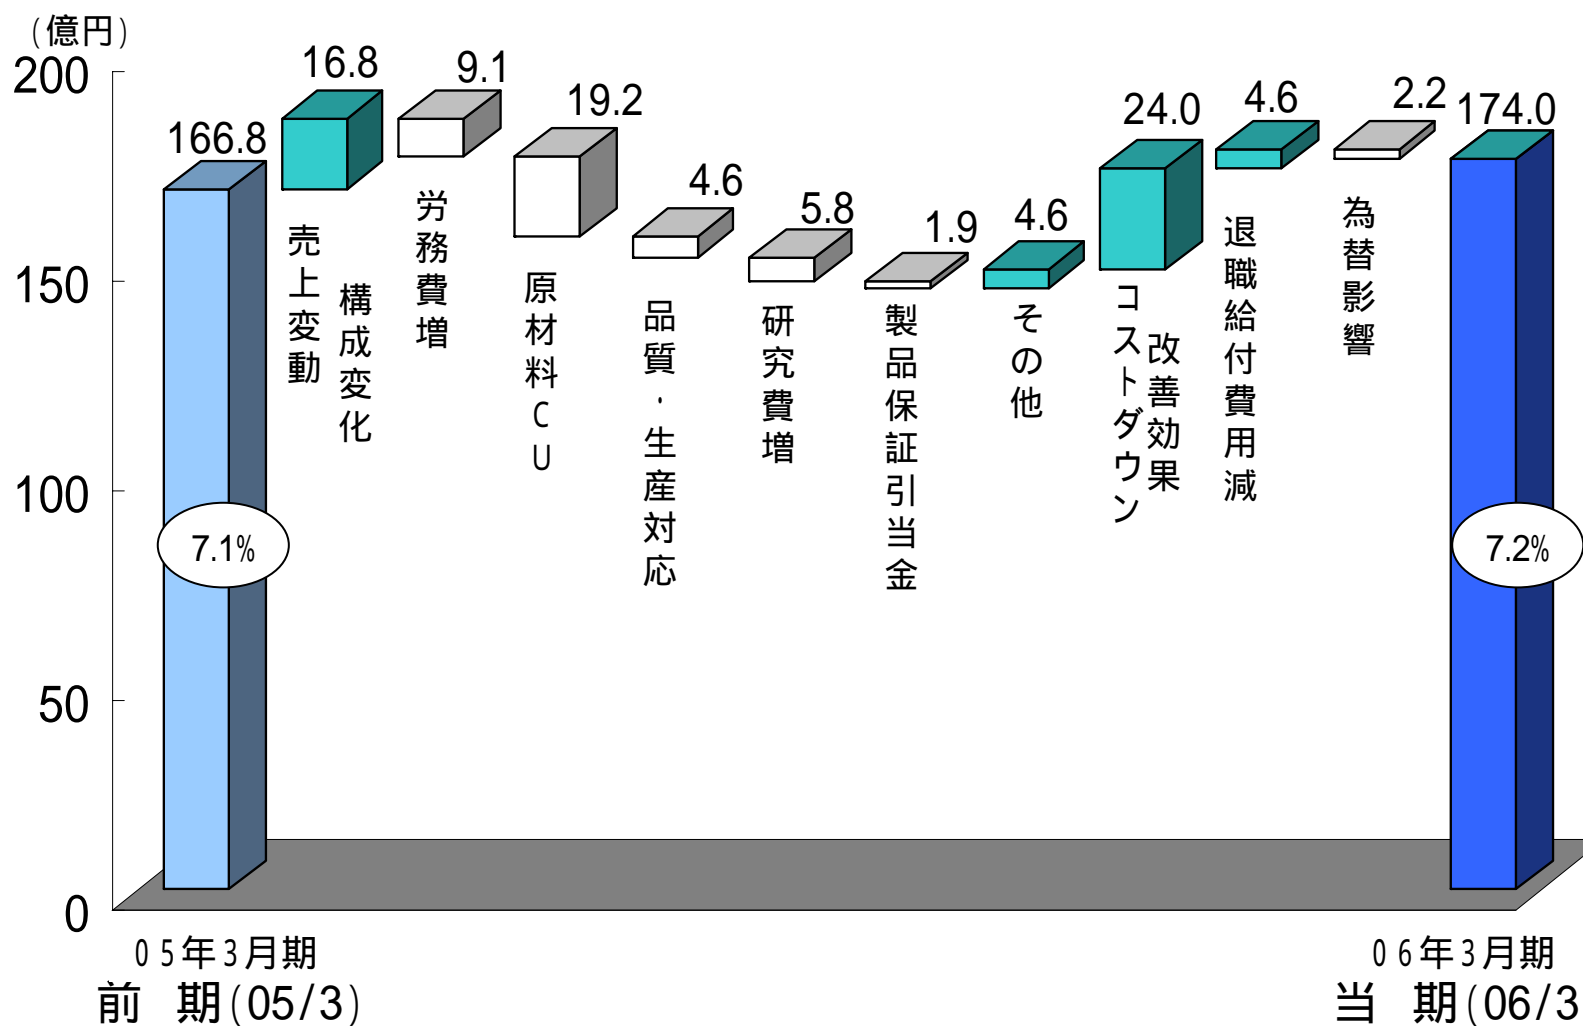 (億円)
200
150
100
50
0
166.8
16.8
9.1
19.2
4.6
5.8
1.9
4.6
24.0
4.6
2.2
174.0
売上変動
構成変化
労務費増
原材料CU
品質・生産対応
研究費増
製品保証引当金
その他
コストダウン
改善効果
退職給付費用減
為替影響
7.1%
7.2%
05年3月期
前 期(05/3)
06年3月期
当 期(06/3